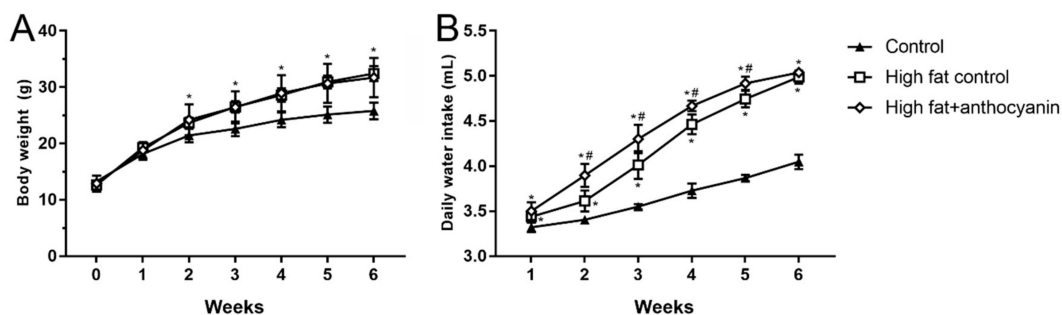 A
Body weight (g)
40
30
20
10
0
0 1 2 3 4 5 6
Weeks
* * * * *
B
Daily water intake (mL)
5.5
5.0
4.5
4.0
3.5
3.0
1 2 3 4 5 6
Weeks
* *# *# *# *# *
* * * * * *
Control
High fat control
High fat+anthocyanin